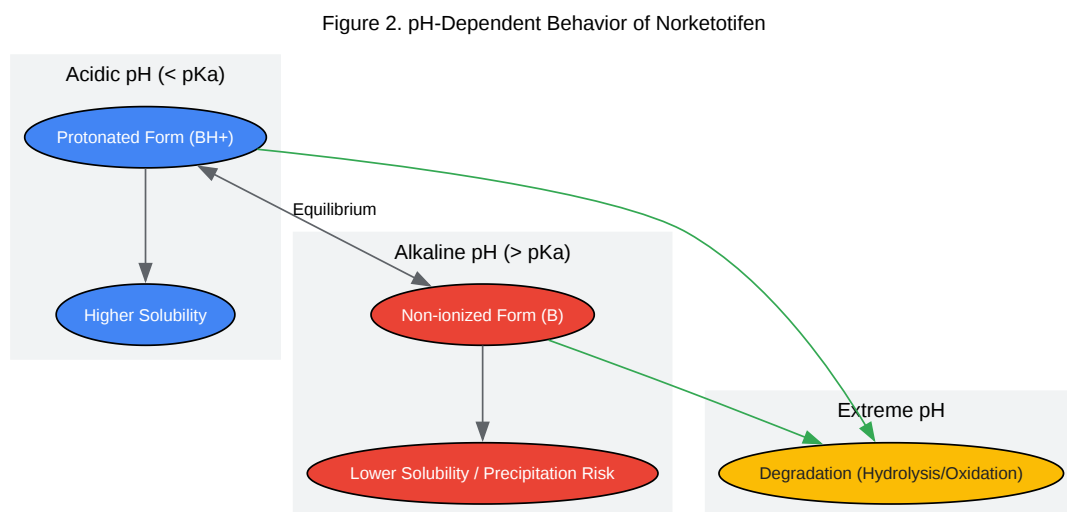 Figure 2. pH-Dependent Behavior of Norketotifen
Acidic pH (< pKa)
Protonated Form (BH+)
Equilibrium
Higher Solubility
Alkaline pH (> pKa)
Non-ionized Form (B)
Lower Solubility / Precipitation Risk
Extreme pH
Degradation (Hydrolysis/Oxidation)